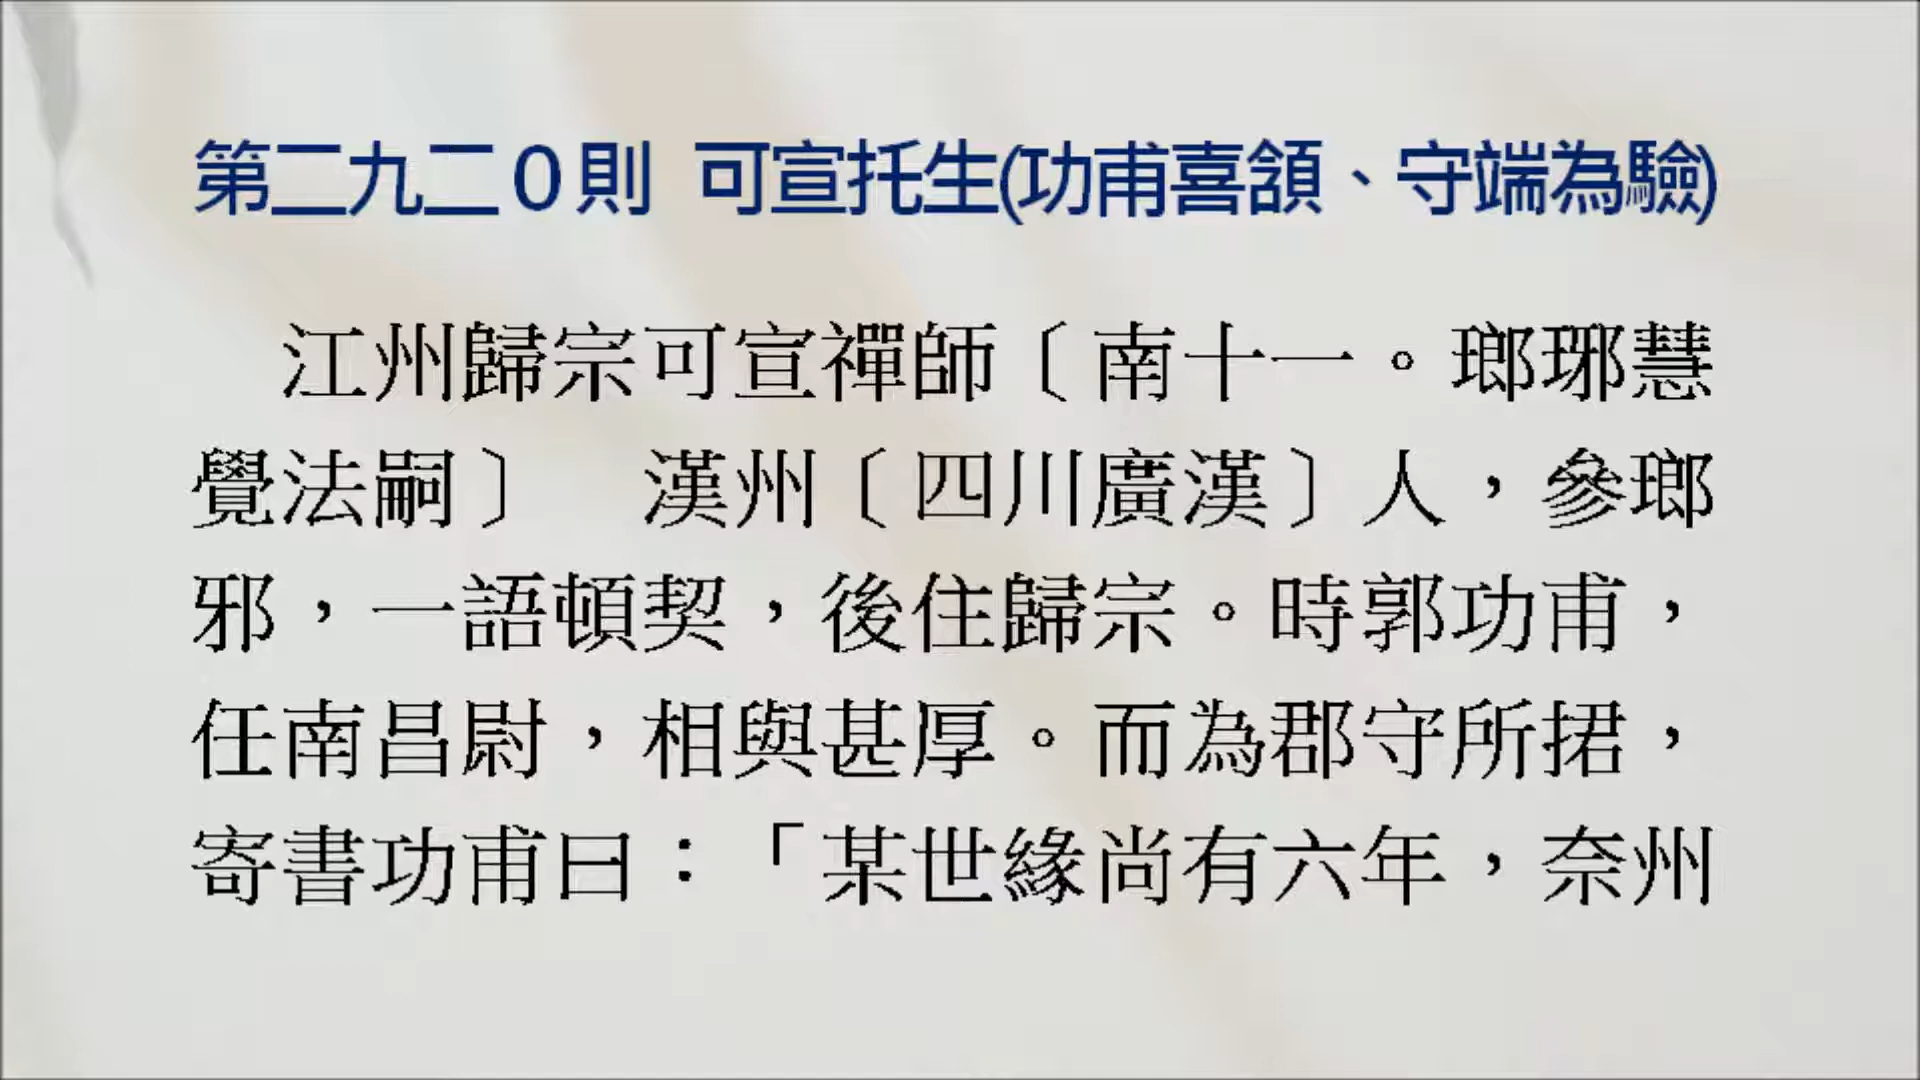 第二九二0則 可宣托生(功甫喜頷、守端為驗)
江州歸宗可宣禪師〔南十一。瑯琊慧
覺法嗣〕 漢州〔四川廣漢〕人，參瑯
邪，一語頓契，後住歸宗。時郭功甫，
任南昌尉，相與甚厚。而為郡守所捃，
寄書功甫曰：「某世緣尚有六年，奈州